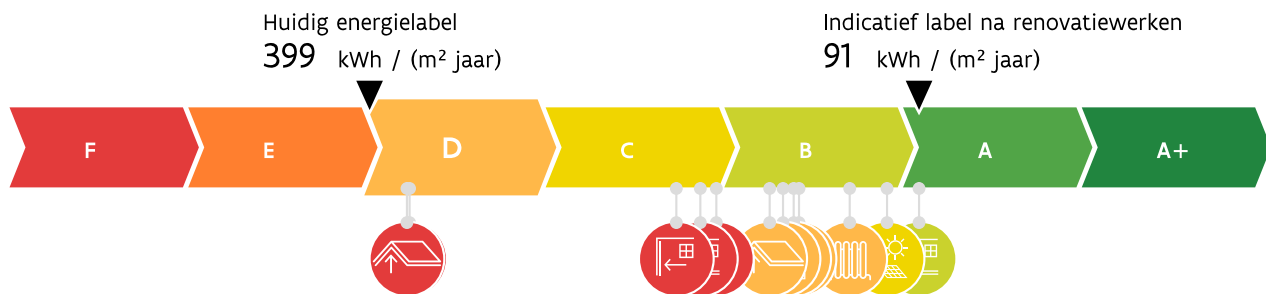 Huidig energielabel
399 kWh / (m² jaar)
Indicatief label na renovatiewerken
91 kWh / (m² jaar)
F E D C B A A+